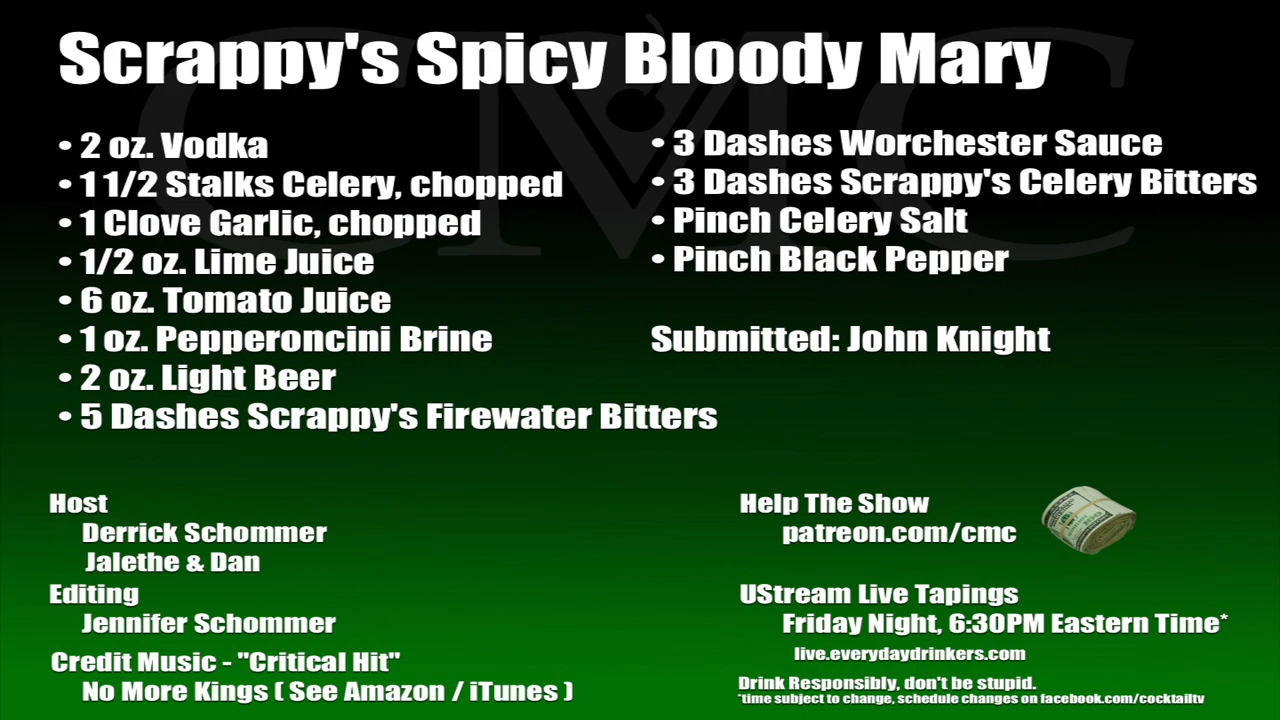 Scrappy's Spicy Bloody Mary
• 2 oz. Vodka
• 1 1/2 Stalks Celery, chopped
• 1 Clove Garlic, chopped
• 1/2 oz. Lime Juice
• 6 oz. Tomato Juice
• 1 oz. Pepperoncini Brine
• 2 oz. Light Beer
• 5 Dashes Scrappy's Firewater Bitters
• 3 Dashes Worchester Sauce
• 3 Dashes Scrappy's Celery Bitters
• Pinch Celery Salt
• Pinch Black Pepper
Submitted: John Knight
Host
Derrick Schommer
Jalethe & Dan
Editing
Jennifer Schommer
Credit Music - "Critical Hit"
No More Kings ( See Amazon / iTunes )
Help The Show
patreon.com/cmc
UStream Live Tapings
Friday Night, 6:30PM Eastern Time*
live.everydaydrinkers.com
Drink Responsibly, don't be stupid.
*time subject to change, schedule changes on facebook.com/cocktailtv
CMC